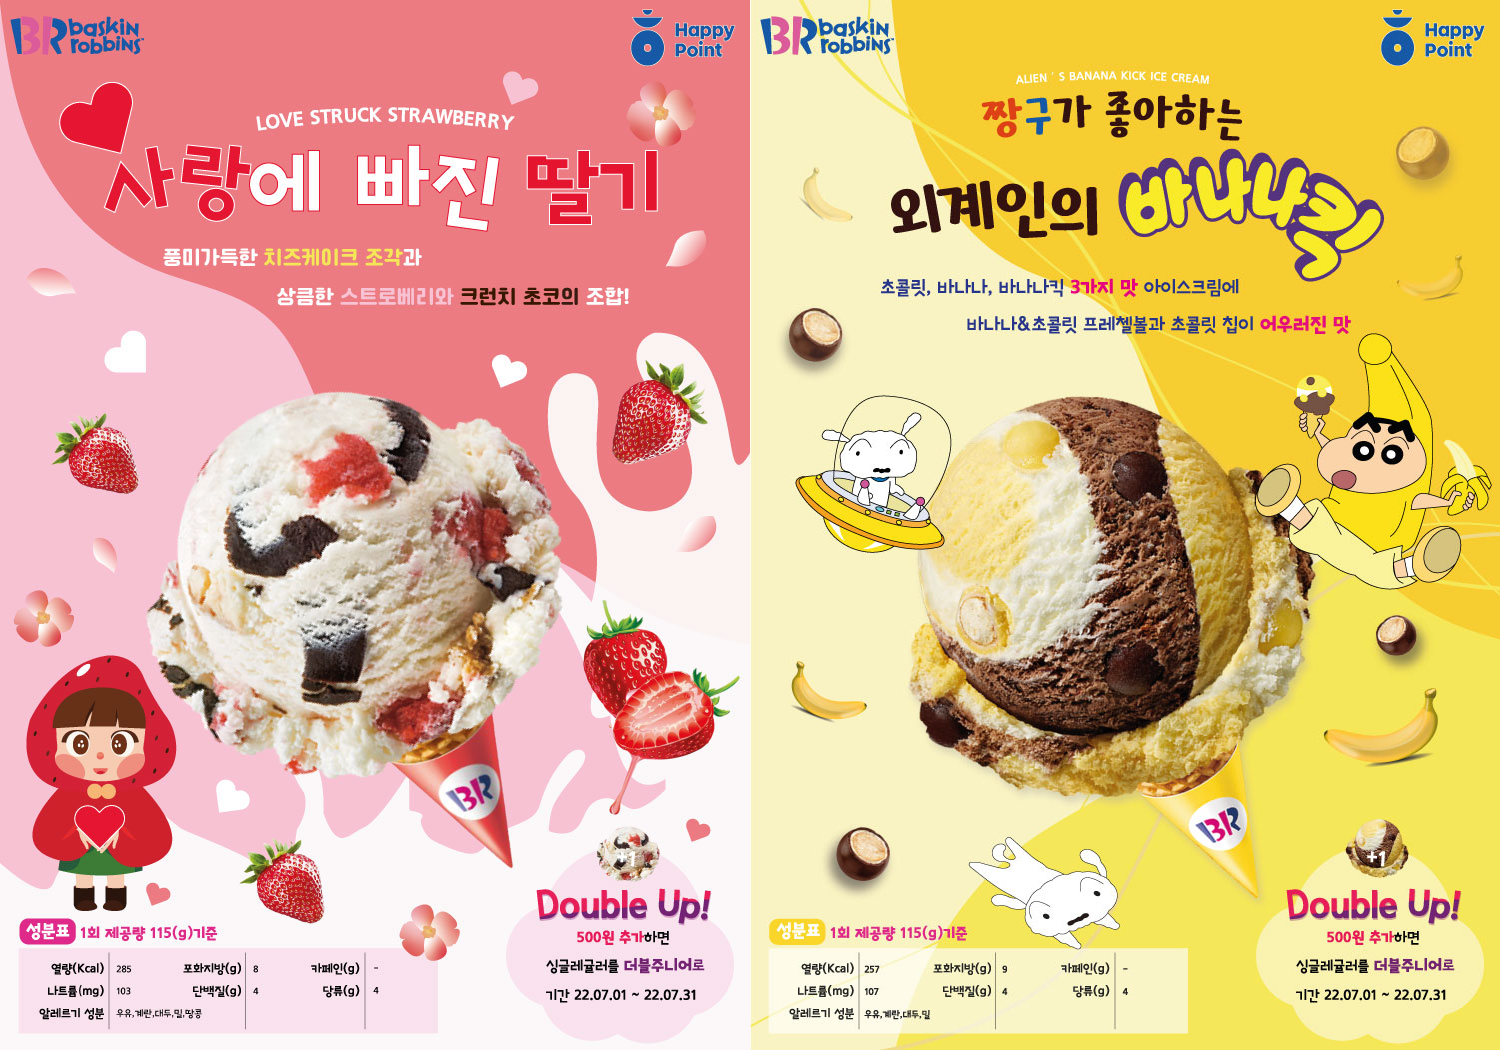 BR baskin robbins
Happy Point
LOVE STRUCK STRAWBERRY
사랑에 빠진 딸기
풍미가득한 치즈케이크 조각과
상큼한 스트로베리와 크런치 초코의 조합!
BR
+1
Double Up!
500원 추가하면
싱글레귤러를 더블주니어로
기간 22.07.01 ~ 22.07.31
성분표 1회 제공량 115(g)기준
열량(Kcal) 285 포화지방(g) 8 카페인(g) -
나트륨(mg) 103 단백질(g) 4 당류(g) 4
알레르기 성분 우유,계란,대두,밀,땅콩
BR baskin robbins
Happy Point
ALIEN´S BANANA KICK ICE CREAM
짱구가 좋아하는
외계인의 바나나킥
초콜릿, 바나나, 바나나킥 3가지 맛 아이스크림에
바나나&초콜릿 프레첼볼과 초콜릿 칩이 어우러진 맛
BR
+1
Double Up!
500원 추가하면
싱글레귤러를 더블주니어로
기간 22.07.01 ~ 22.07.31
성분표 1회 제공량 115(g)기준
열량(Kcal) 257 포화지방(g) 9 카페인(g) -
나트륨(mg) 107 단백질(g) 4 당류(g) 4
알레르기 성분 우유,계란,대두,밀